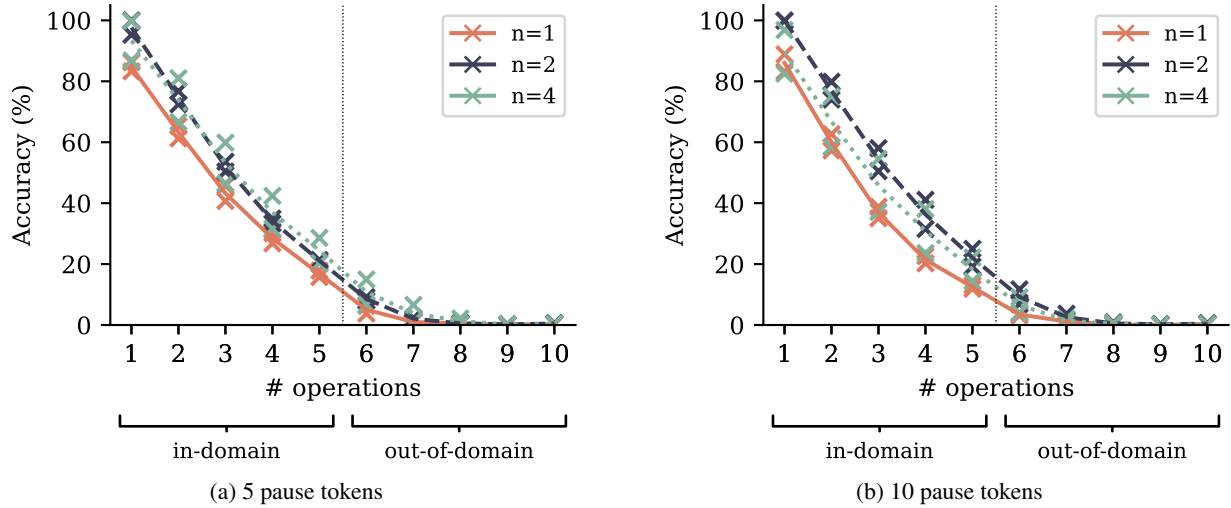 100
80
60
40
20
0
Accuracy (%)
n=1
n=2
n=4
1 2 3 4 5 6 7 8 9 10
# operations
in-domain out-of-domain
(a) 5 pause tokens
100
80
60
40
20
0
Accuracy (%)
n=1
n=2
n=4
1 2 3 4 5 6 7 8 9 10
# operations
in-domain out-of-domain
(b) 10 pause tokens